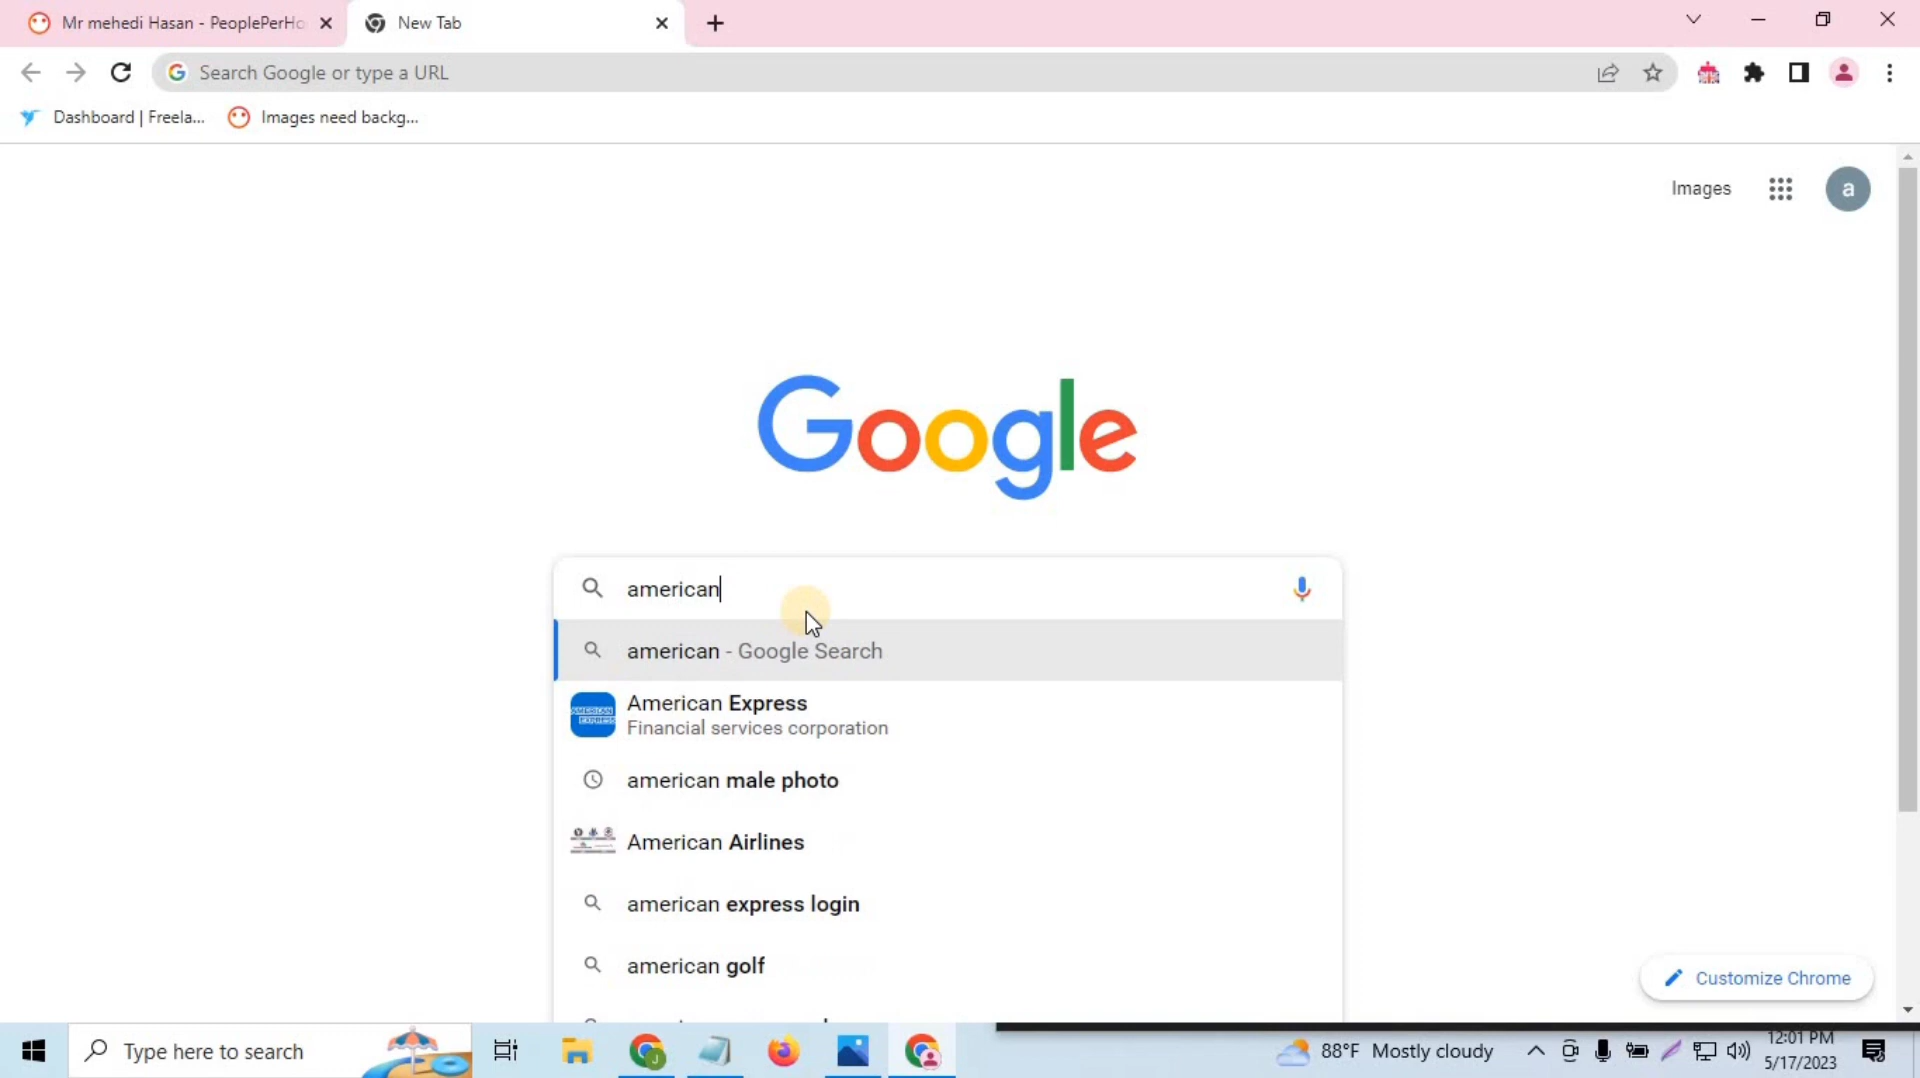 Mr mehedi Hasan - PeoplePerHo
New Tab
Search Google or type a URL
Dashboard | Freela...
Images need backg...
Images
a
Google
american
american - Google Search
American Express
Financial services corporation
american male photo
American Airlines
american express login
american golf
Customize Chrome
Type here to search
88°F Mostly cloudy
12:01 PM
5/17/2023